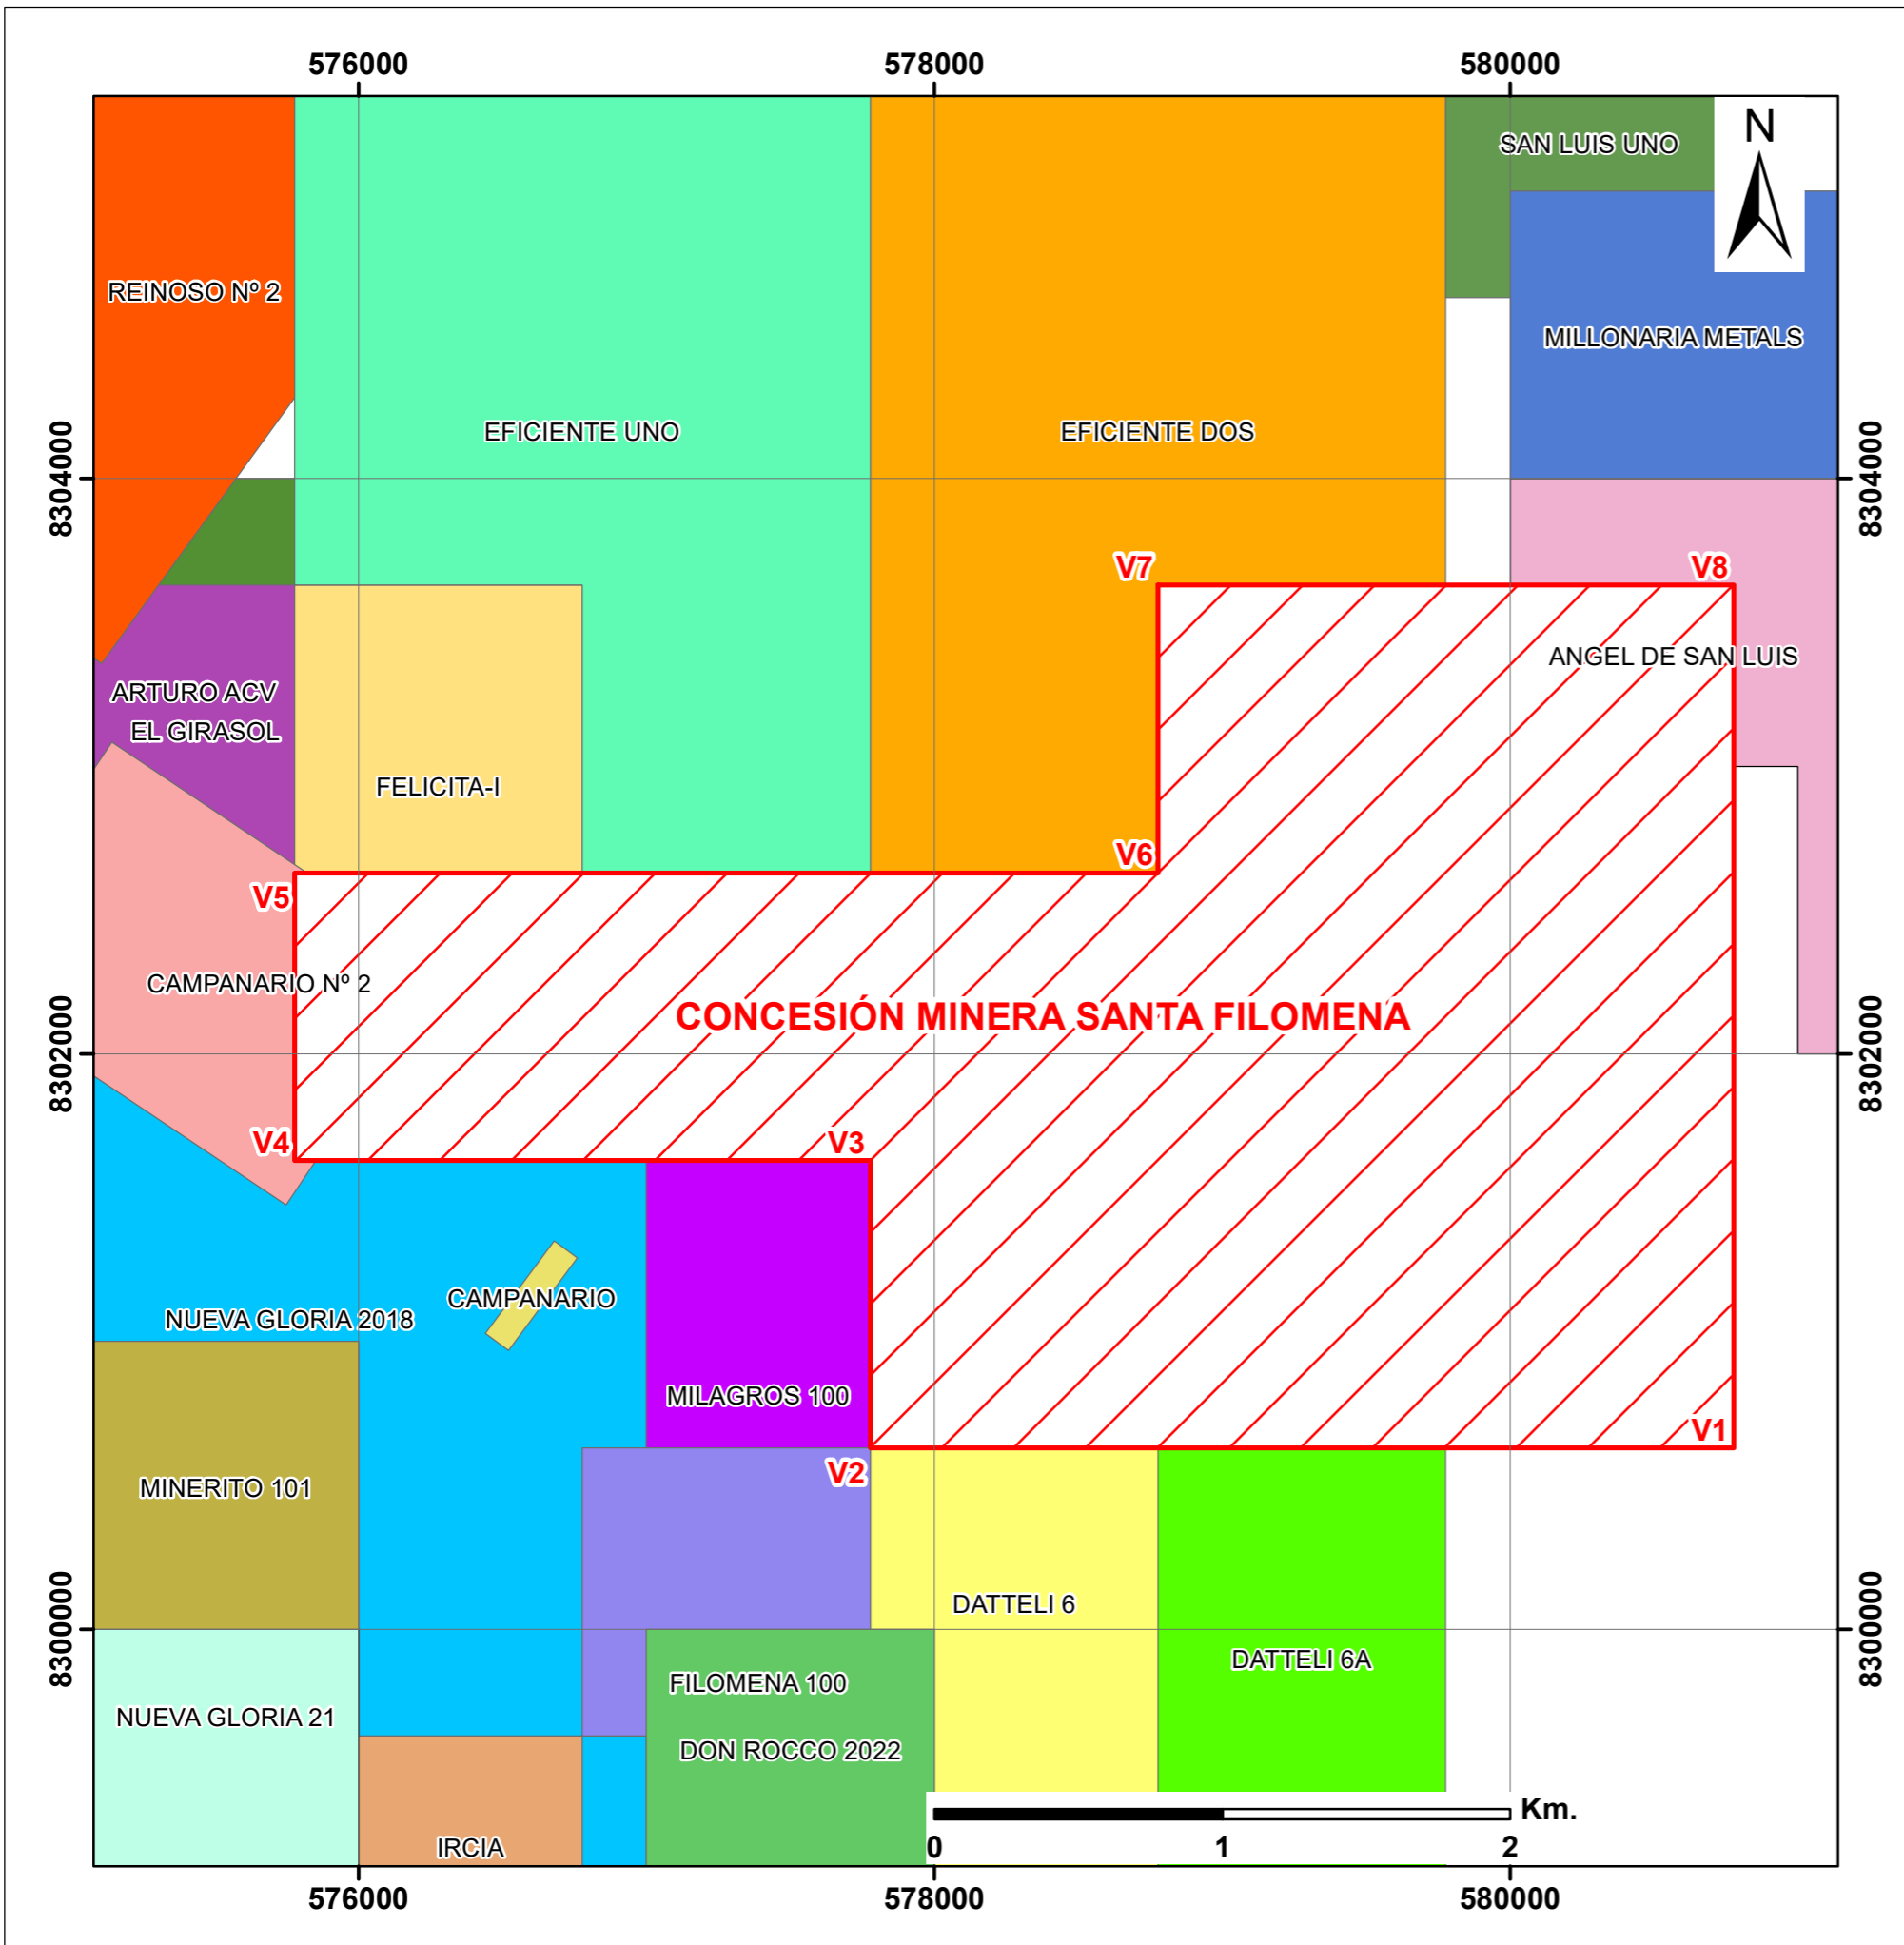 576000
578000
580000
SAN LUIS UNO
N
REINOSO Nº 2
MILLONARIA METALS
EFICIENTE UNO
EFICIENTE DOS
8304000
8304000
V7
V8
ANGEL DE SAN LUIS
ARTURO ACV
EL GIRASOL
FELICITA-I
V6
V5
CAMPANARIO Nº 2
CONCESIÓN MINERA SANTA FILOMENA
8302000
8302000
V4
V3
CAMPANARIO
NUEVA GLORIA 2018
MILAGROS 100
V1
V2
MINERITO 101
DATTELI 6
8300000
8300000
DATTELI 6A
FILOMENA 100
NUEVA GLORIA 21
DON ROCCO 2022
Km.
IRCIA
0
1
2
576000
578000
580000